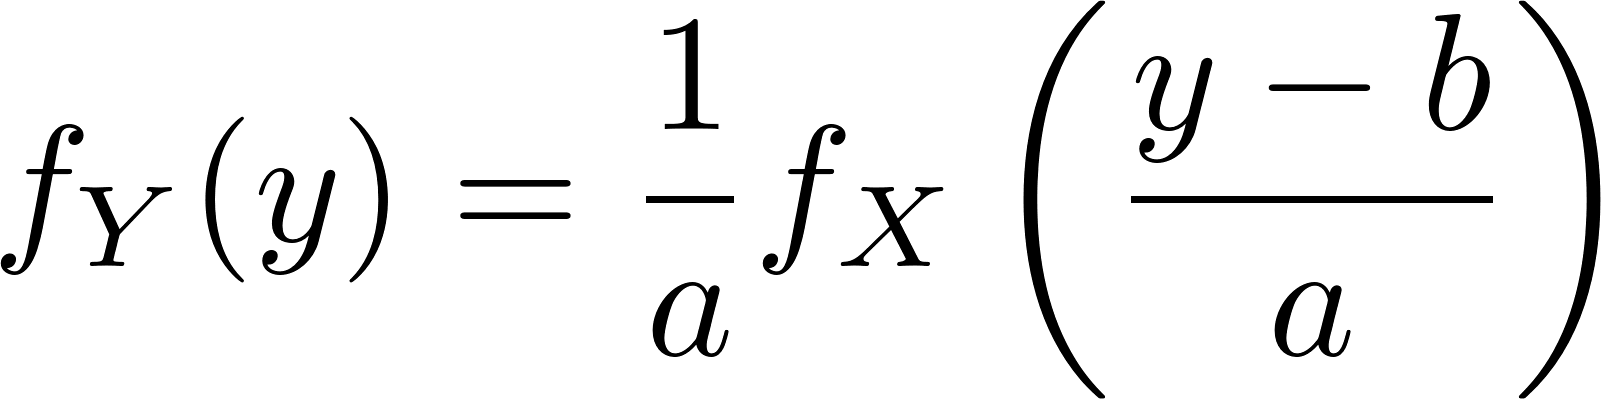 f_Y(y) = \frac{1}{a} f_X \left( \frac{y - b}{a} \right)